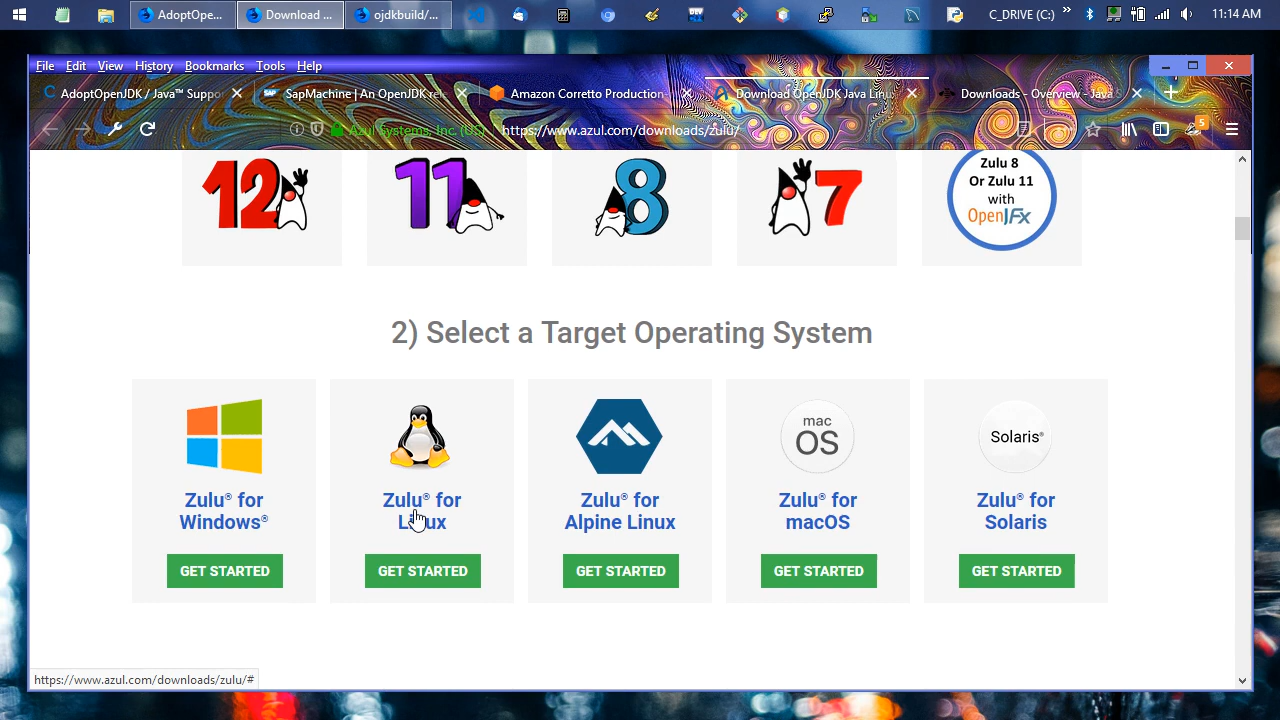 AdoptOpe...
Download ...
ojdkbuild/...
C_DRIVE (C:)
11:14 AM
File Edit View History Bookmarks Tools Help
AdoptOpenJDK / Java™ Suppo
SapMachine | An OpenJDK rele
Amazon Corretto Production-
Download OpenJDK Java Linu
Downloads - Overview - Java
Azul Systems, Inc. (US)
https://www.azul.com/downloads/zulu/
5
12
11
8
7
Zulu 8
Or Zulu 11
with
OpenJFx
2) Select a Target Operating System
mac
OS
Solaris®
Zulu® for
Windows®
Zulu® for
Linux
Zulu® for
Alpine Linux
Zulu® for
macOS
Zulu® for
Solaris
GET STARTED
GET STARTED
GET STARTED
GET STARTED
GET STARTED
https://www.azul.com/downloads/zulu/#